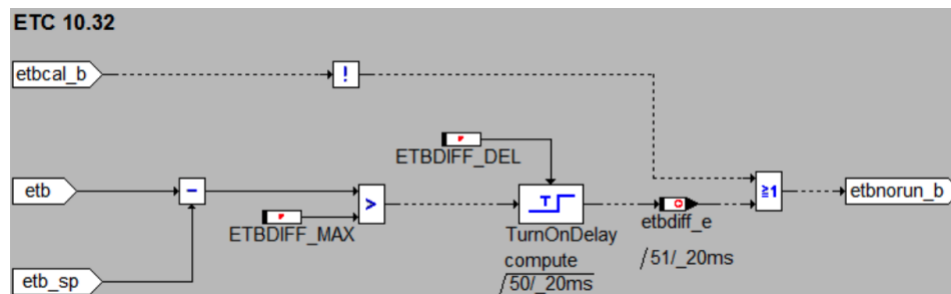 ETC 10.32
etbcal_b
!
ETBDIFF_DEL
etb
-
ETBDIFF_MAX
>
T
TurnOnDelay
compute
/50/_20ms
etbdiff_e
/51/_20ms
≧1
etbnorun_b
etb_sp